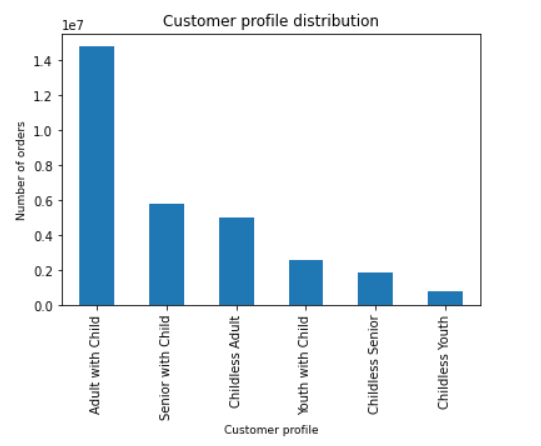 Customer profile distribution
1e7
1.4
1.2
1.0
0.8
0.6
0.4
0.2
0.0
Number of orders
Adult with Child
Senior with Child
Childless Adult
Youth with Child
Childless Senior
Childless Youth
Customer profile